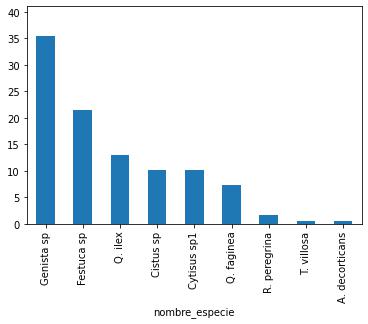 40
35
30
25
20
15
10
5
0
Genista sp
Festuca sp
Q. ilex
Cistus sp
Cytisus sp1
Q. faginea
R. peregrina
T. villosa
A. decorticans
nombre_especie